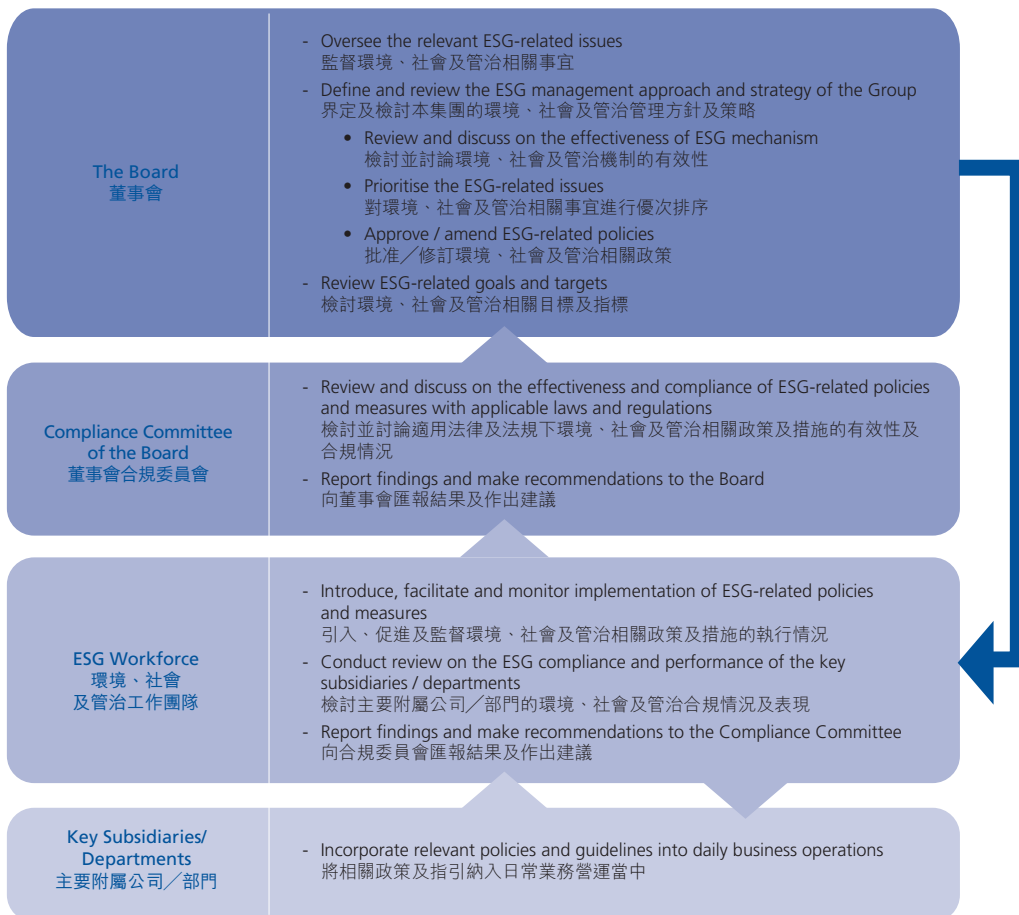 The Board
董事會
- Oversee the relevant ESG-related issues
監督環境、社會及管治相關事宜
- Define and review the ESG management approach and strategy of the Group
界定及檢討本集團的環境、社會及管治管理方針及策略
• Review and discuss on the effectiveness of ESG mechanism
檢討並討論環境、社會及管治機制的有效性
• Prioritise the ESG-related issues
對環境、社會及管治相關事宜進行優次排序
• Approve / amend ESG-related policies
批准╱修訂環境、社會及管治相關政策
- Review ESG-related goals and targets
檢討環境、社會及管治相關目標及指標
Compliance Committee
of the Board
董事會合規委員會
- Review and discuss on the effectiveness and compliance of ESG-related policies
and measures with applicable laws and regulations
檢討並討論適用法律及法規下環境、社會及管治相關政策及措施的有效性及
合規情況
- Report findings and make recommendations to the Board
向董事會匯報結果及作出建議
ESG Workforce
環境、社會
及管治工作團隊
- Introduce, facilitate and monitor implementation of ESG-related policies
and measures
引入、促進及監督環境、社會及管治相關政策及措施的執行情況
- Conduct review on the ESG compliance and performance of the key
subsidiaries / departments
檢討主要附屬公司╱部門的環境、社會及管治合規情況及表現
- Report findings and make recommendations to the Compliance Committee
向合規委員會匯報結果及作出建議
Key Subsidiaries/
Departments
主要附屬公司╱部門
- Incorporate relevant policies and guidelines into daily business operations
將相關政策及指引納入日常業務營運當中